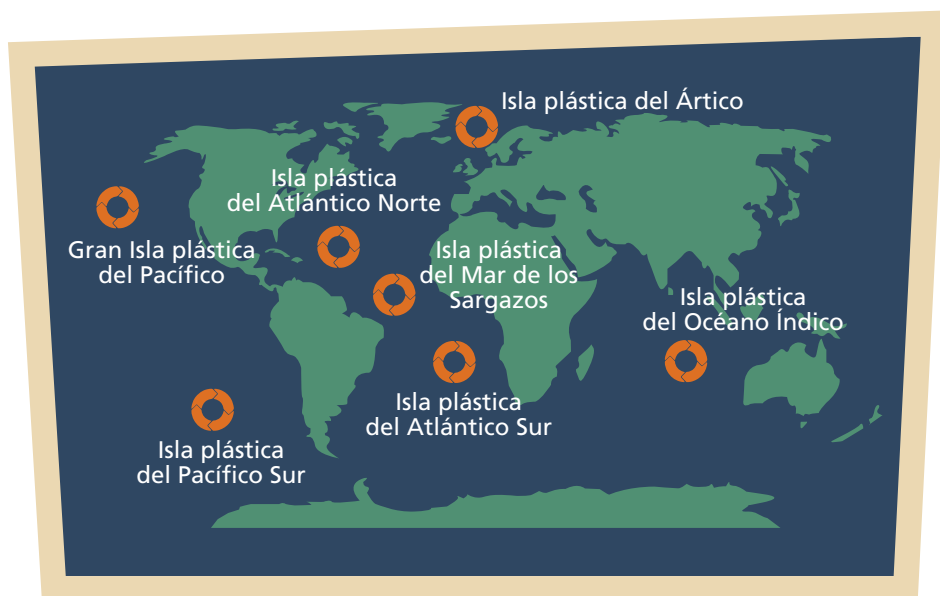 Isla plástica del Ártico
Isla plástica
del Atlántico Norte
Gran Isla plástica
del Pacífico
Isla plástica
del Mar de los
Sargazos
Isla plástica
del Océano Índico
Isla plástica
del Atlántico Sur
Isla plástica
del Pacífico Sur